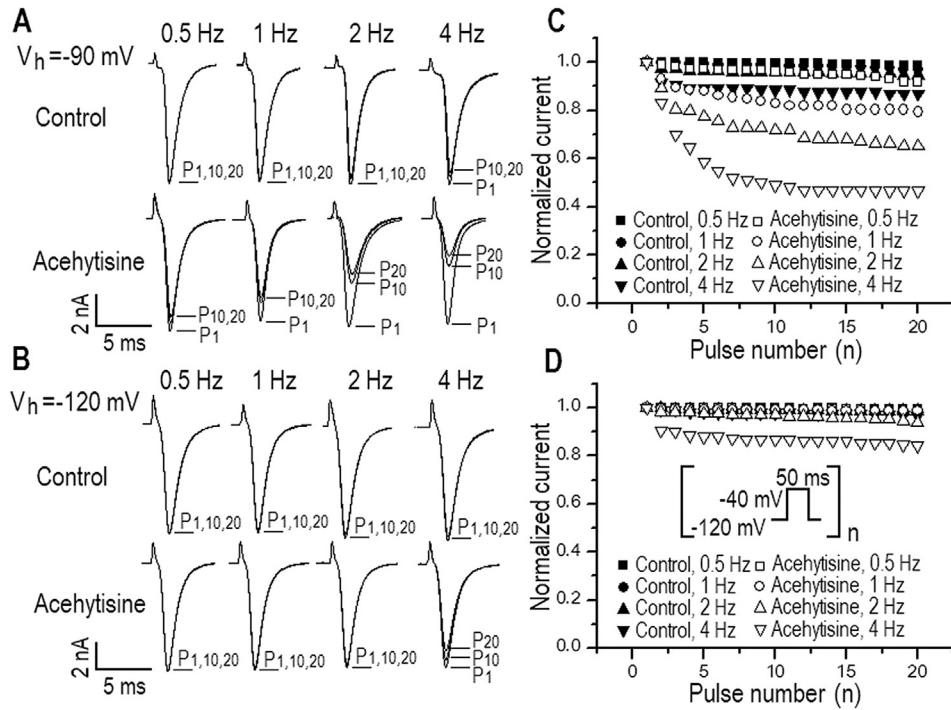 A
V h =-90 mV
0.5 Hz 1 Hz 2 Hz 4 Hz
Control
P1,10,20 P1,10,20 P1,10,20 P10,20
P1
Acehytisine
P10,20
P1
P10,20
P1
P20
P10
P1
P20
P10
P1
2 nA
5 ms
B
V h =-120 mV
0.5 Hz 1 Hz 2 Hz 4 Hz
Control
P1,10,20 P1,10,20 P1,10,20 P1,10,20
Acehytisine
P1,10,20 P1,10,20 P1,10,20
P20
P10
P1
2 nA
5 ms
C
Normalized current
1.0
0.8
0.6
0.4
0.2
0.0
Control, 0.5 Hz Acehytisine, 0.5 Hz
Control, 1 Hz Acehytisine, 1 Hz
Control, 2 Hz Acehytisine, 2 Hz
Control, 4 Hz Acehytisine, 4 Hz
0 5 10 15 20
Pulse number (n)
D
Normalized current
1.0
0.8
0.6
0.4
0.2
0.0
50 ms
-40 mV
-120 mV
n
Control, 0.5 Hz Acehytisine, 0.5 Hz
Control, 1 Hz Acehytisine, 1 Hz
Control, 2 Hz Acehytisine, 2 Hz
Control, 4 Hz Acehytisine, 4 Hz
0 5 10 15 20
Pulse number (n)